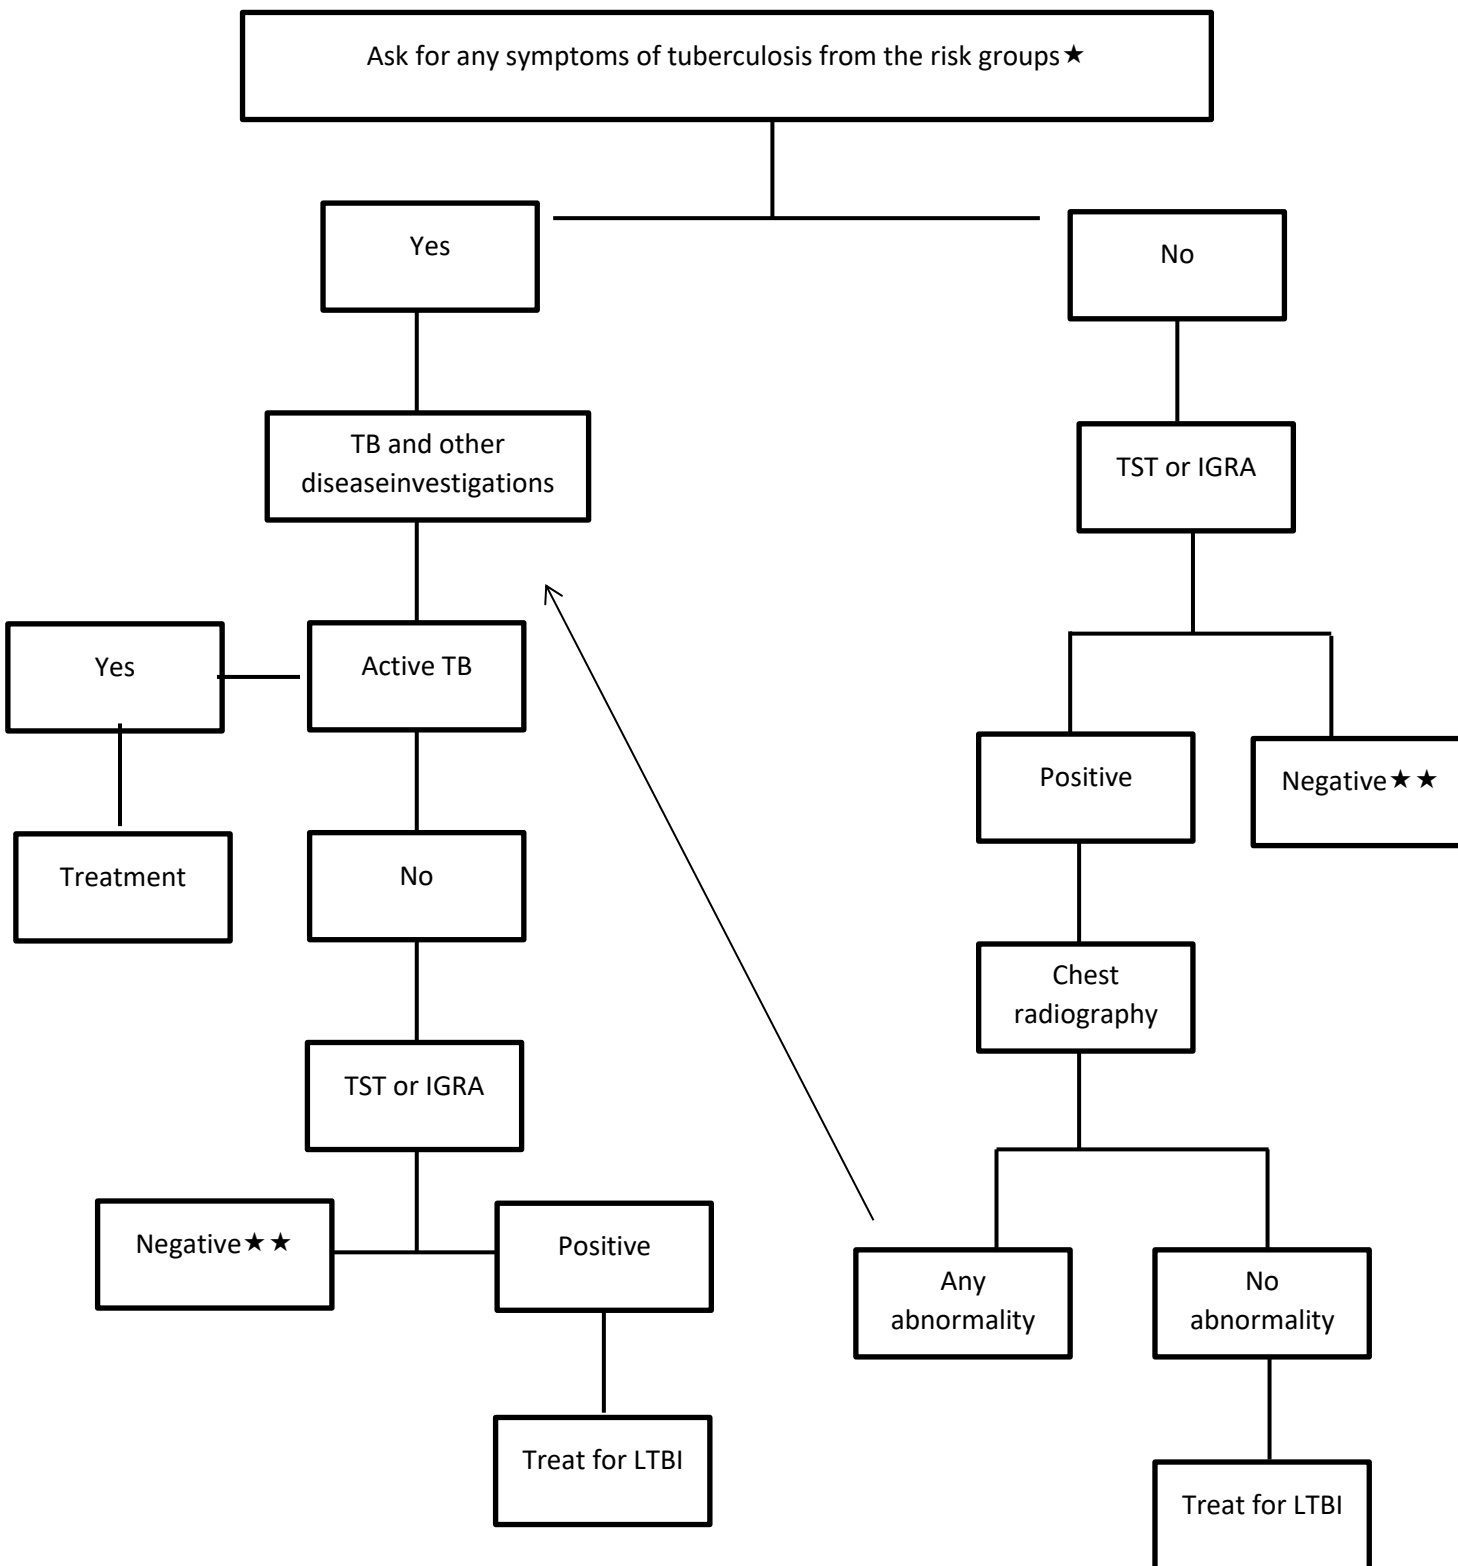 Ask for any symptoms of tuberculosis from the risk groups★
Yes
No
TB and other
diseaseinvestigations
TST or IGRA
Yes
Active TB
Positive
Negative★★
Treatment
No
Chest
radiography
TST or IGRA
Negative★★
Positive
Any
abnormality
No
abnormality
Treat for LTBI
Treat for LTBI